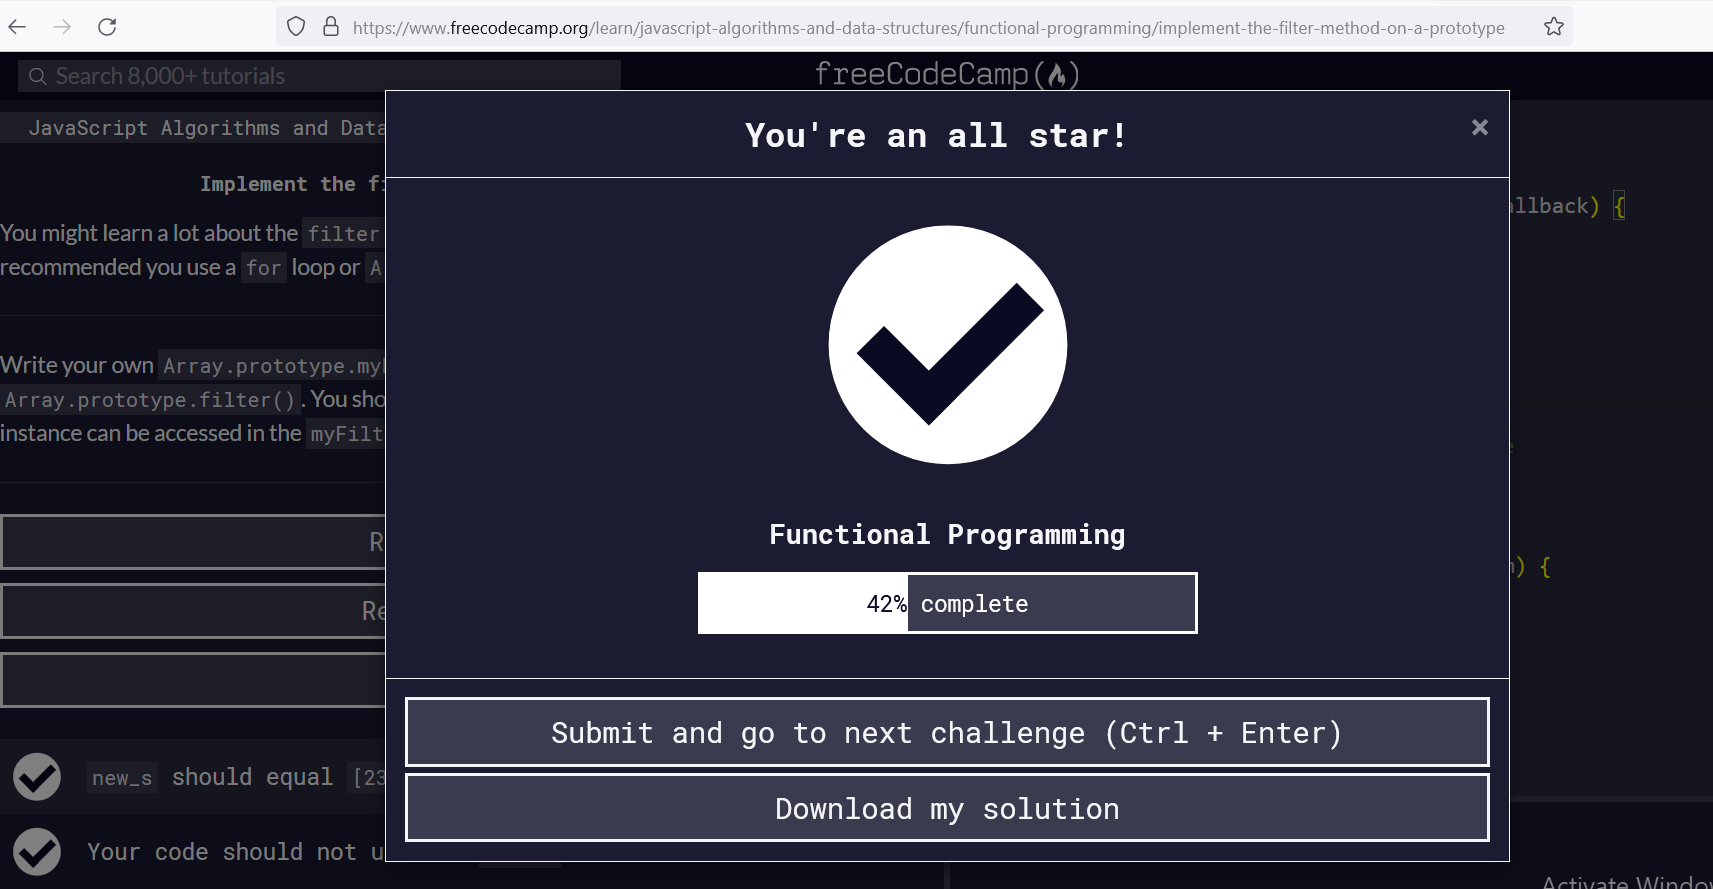 https://www.freecodecamp.org/learn/javascript-algorithms-and-data-structures/functional-programming/implement-the-filter-method-on-a-prototype
Search 8,000+ tutorials
freeCodeCamp(🔥)
JavaScript Algorithms and Data
You're an all star!
×
Implement the fi
You might learn a lot about the filter
recommended you use a for loop or A
allback) {
Write your own Array.prototype.myF
Array.prototype.filter(). You sho
instance can be accessed in the myFilt
Functional Programming
42% complete
) {
R
Re
Submit and go to next challenge (Ctrl + Enter)
Download my solution
new_s should equal [23
Your code should not u
Activate Windo